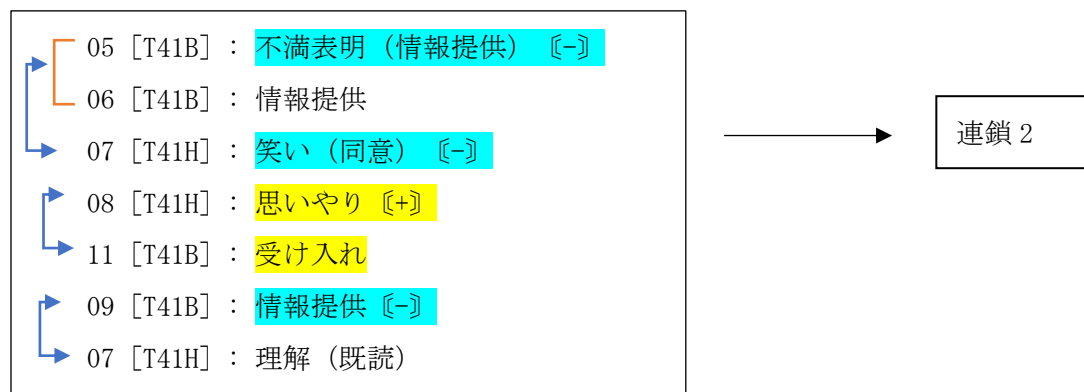 05 [T41B] : 不満表明（情報提供）〔-〕
06 [T41B] : 情報提供
07 [T41H] : 笑い（同意）〔-〕
08 [T41H] : 思いやり〔+〕
11 [T41B] : 受け入れ
09 [T41B] : 情報提供〔-〕
07 [T41H] : 理解（既読）
連鎖 2